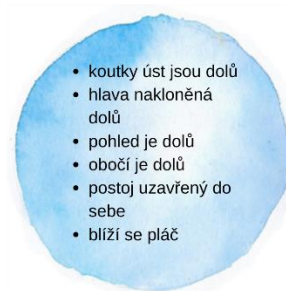 • koutky úst jsou dolů
• hlava nakloněná
dolů
• pohled je dolů
• obočí je dolů
• postoj uzavřený do
sebe
• blíží se pláč